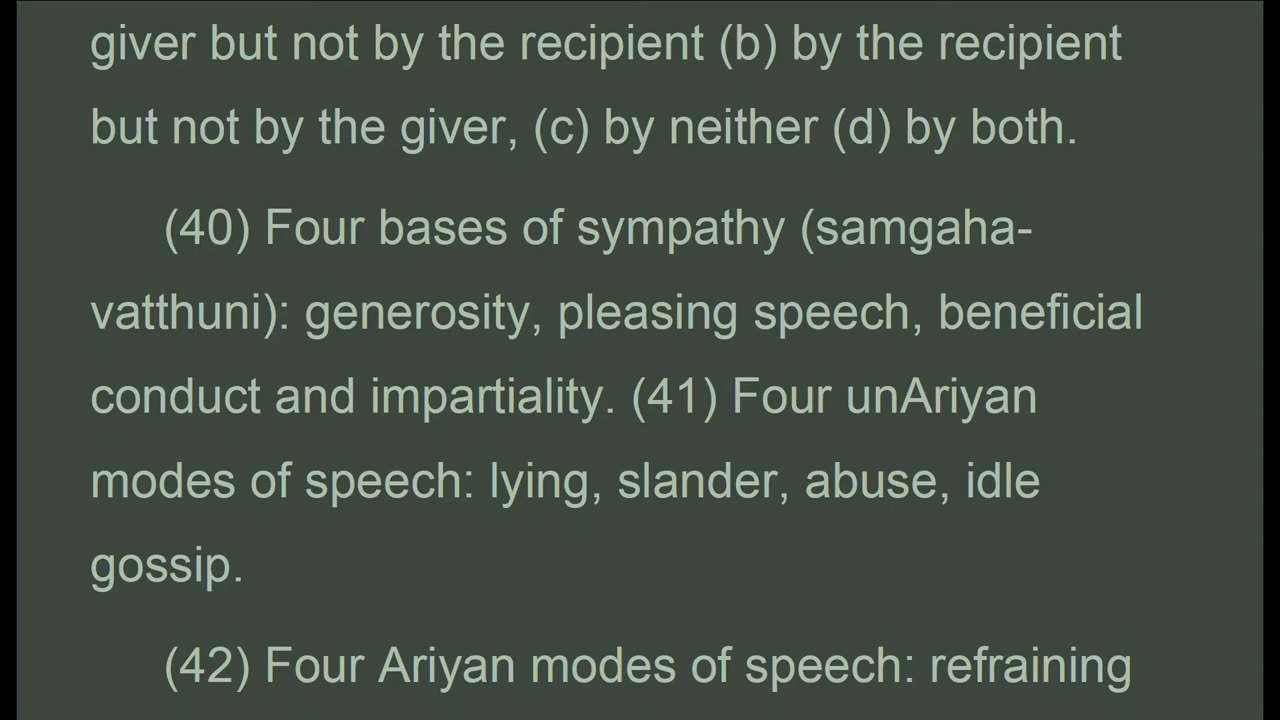 giver but not by the recipient (b) by the recipient
but not by the giver, (c) by neither (d) by both.
(40) Four bases of sympathy (samgaha-
vatthuni): generosity, pleasing speech, beneficial
conduct and impartiality. (41) Four unAriyan
modes of speech: lying, slander, abuse, idle
gossip.
(42) Four Ariyan modes of speech: refraining